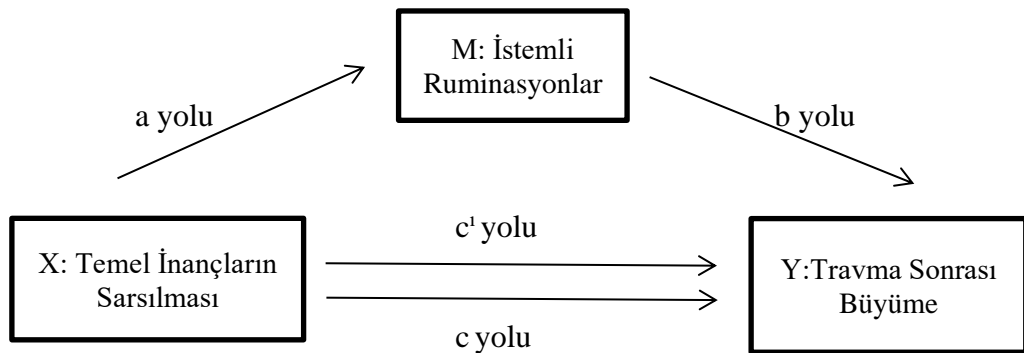 M: İstemli
Ruminasyonlar
a yolu
b yolu
c¹ yolu
X: Temel İnançların
Sarsılması
Y:Travma Sonrası
Büyüme
c yolu